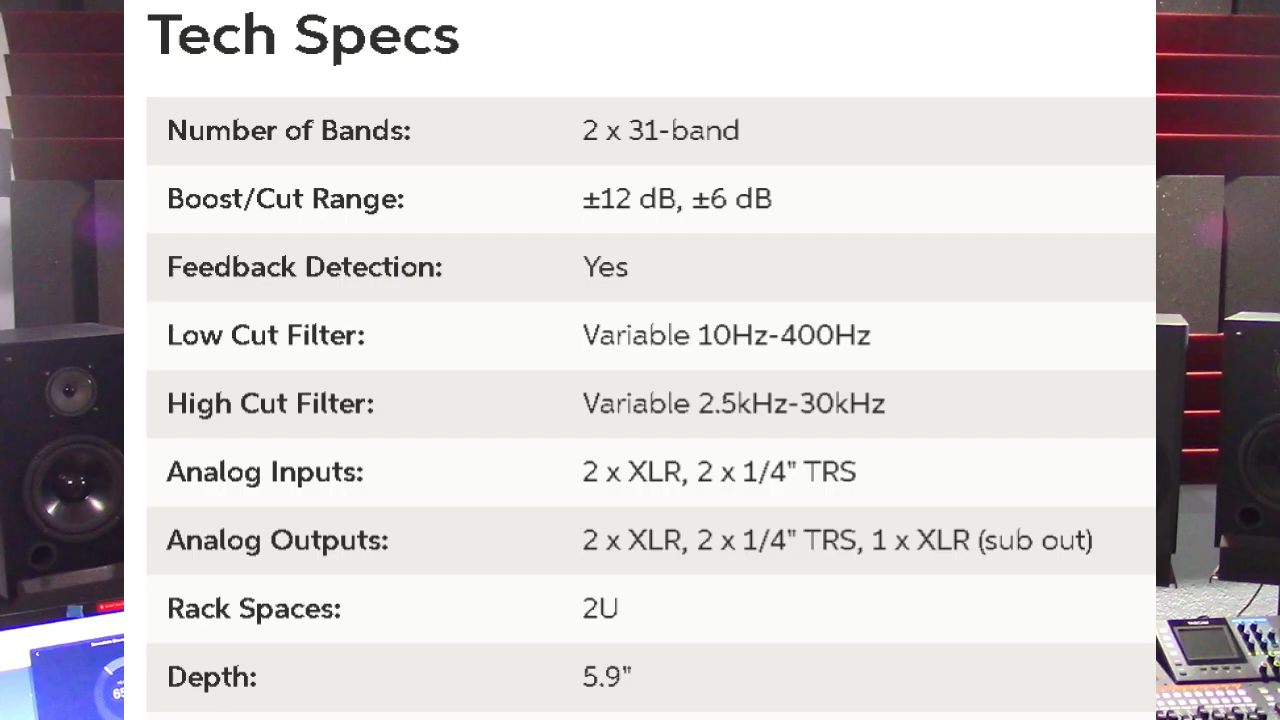 Tech Specs
Number of Bands: 2 x 31-band
Boost/Cut Range: ±12 dB, ±6 dB
Feedback Detection: Yes
Low Cut Filter: Variable 10Hz-400Hz
High Cut Filter: Variable 2.5kHz-30kHz
Analog Inputs: 2 x XLR, 2 x 1/4" TRS
Analog Outputs: 2 x XLR, 2 x 1/4" TRS, 1 x XLR (sub out)
Rack Spaces: 2U
Depth: 5.9"